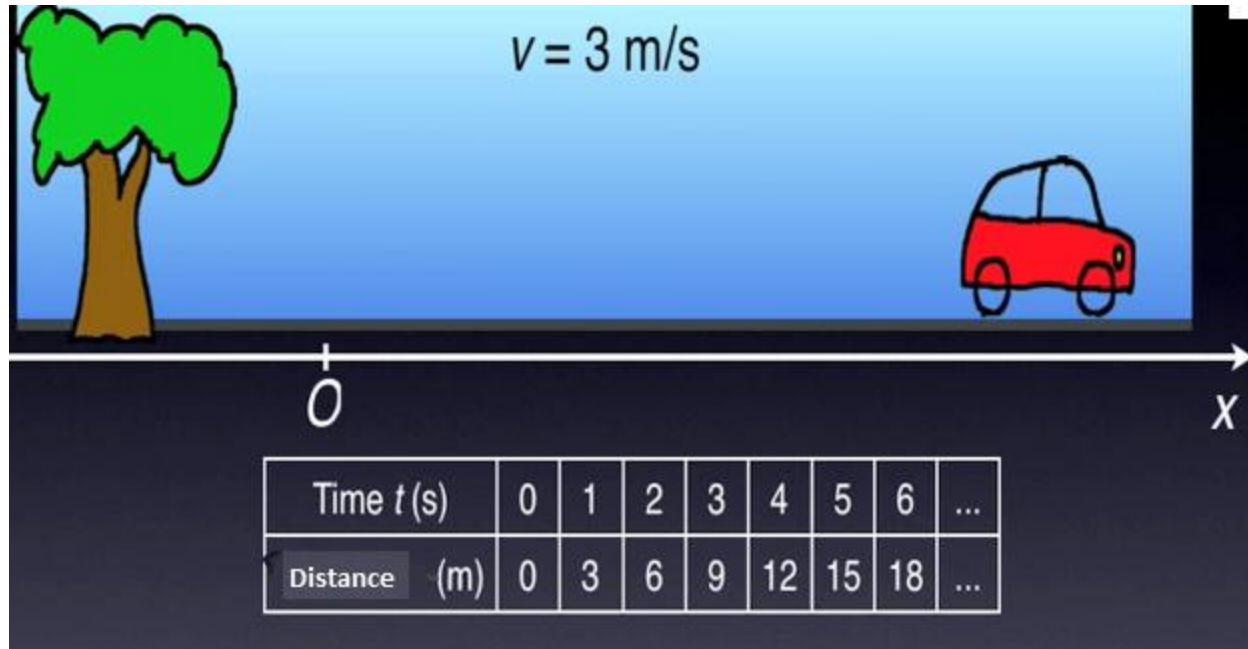 v = 3 m/s
O
x
Time t (s) 0 1 2 3 4 5 6 ...
Distance (m) 0 3 6 9 12 15 18 ...